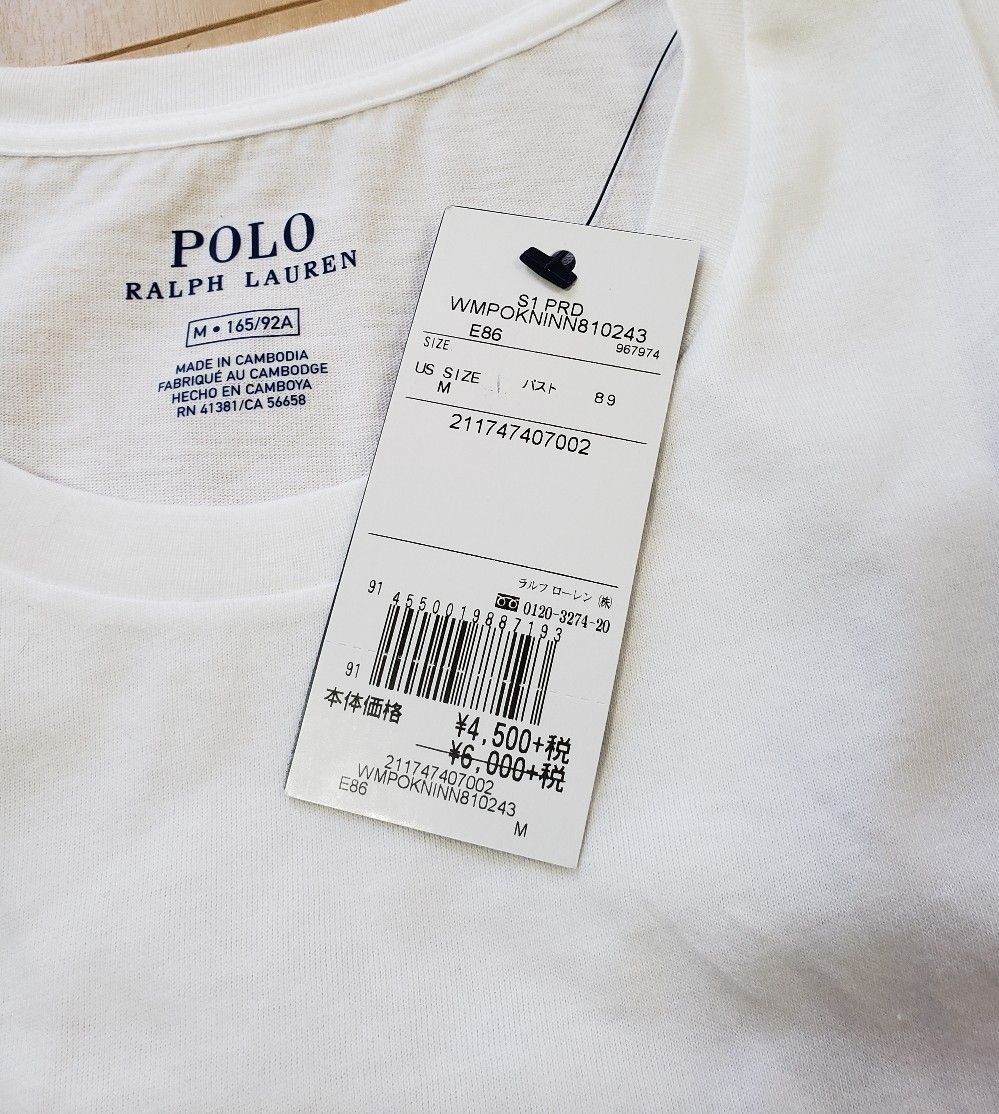 POLO
RALPH LAUREN
M • 165/92A
MADE IN CAMBODIA
FABRIQUÉ AU CAMBODGE
HECHO EN CAMBOYA
RN 41381/CA 56658
S1 PRD
WMPOKNINN810243
E86
967974
SIZE
US SIZE バスト 89
M
211747407002
ラルフ ローレン ㈱
0120-3274-20
91 4550019887193
91
本体価格
¥4,500+税
¥6,000+税
211747407002
WMPOKNINN810243
E86
M